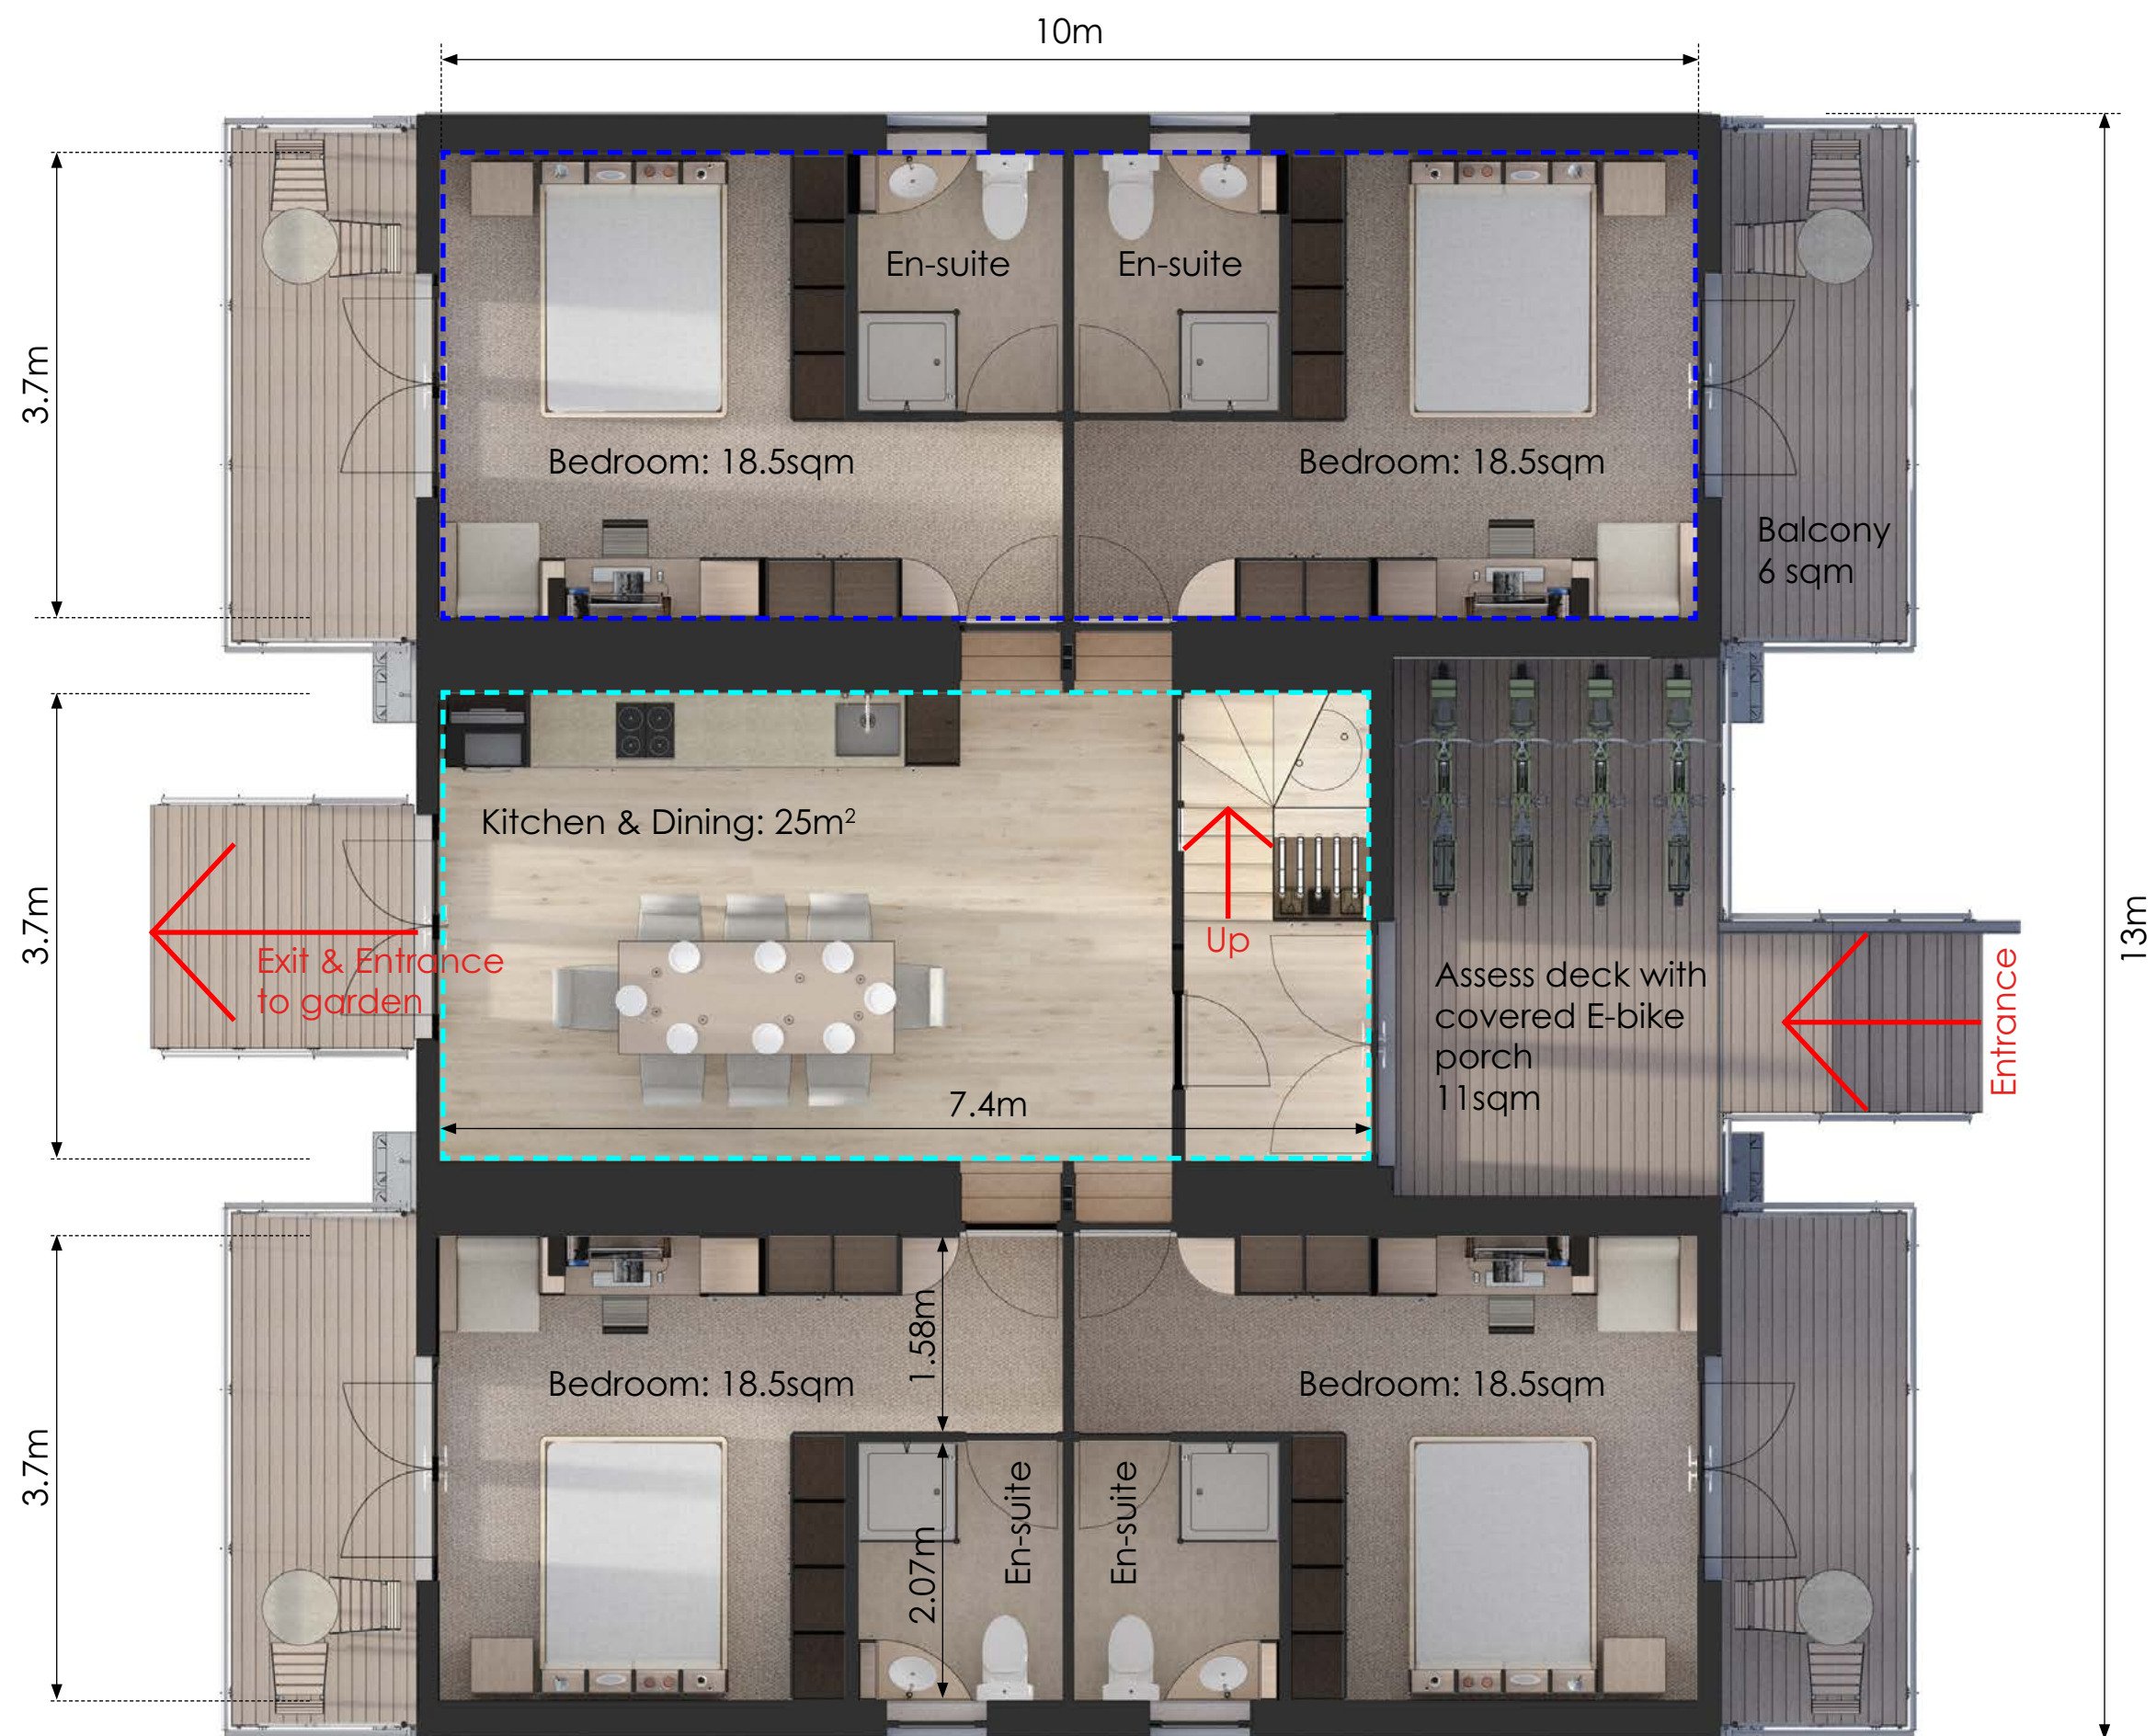 10m
3.7m
En-suite
En-suite
Bedroom: 18.5sqm
Bedroom: 18.5sqm
Balcony
6 sqm
3.7m
Kitchen & Dining: 25m²
Up
Exit & Entrance
to garden
Assess deck with
covered E-bike
porch
11sqm
Entrance
13m
7.4m
3.7m
1.58m
Bedroom: 18.5sqm
Bedroom: 18.5sqm
2.07m
En-suite
En-suite